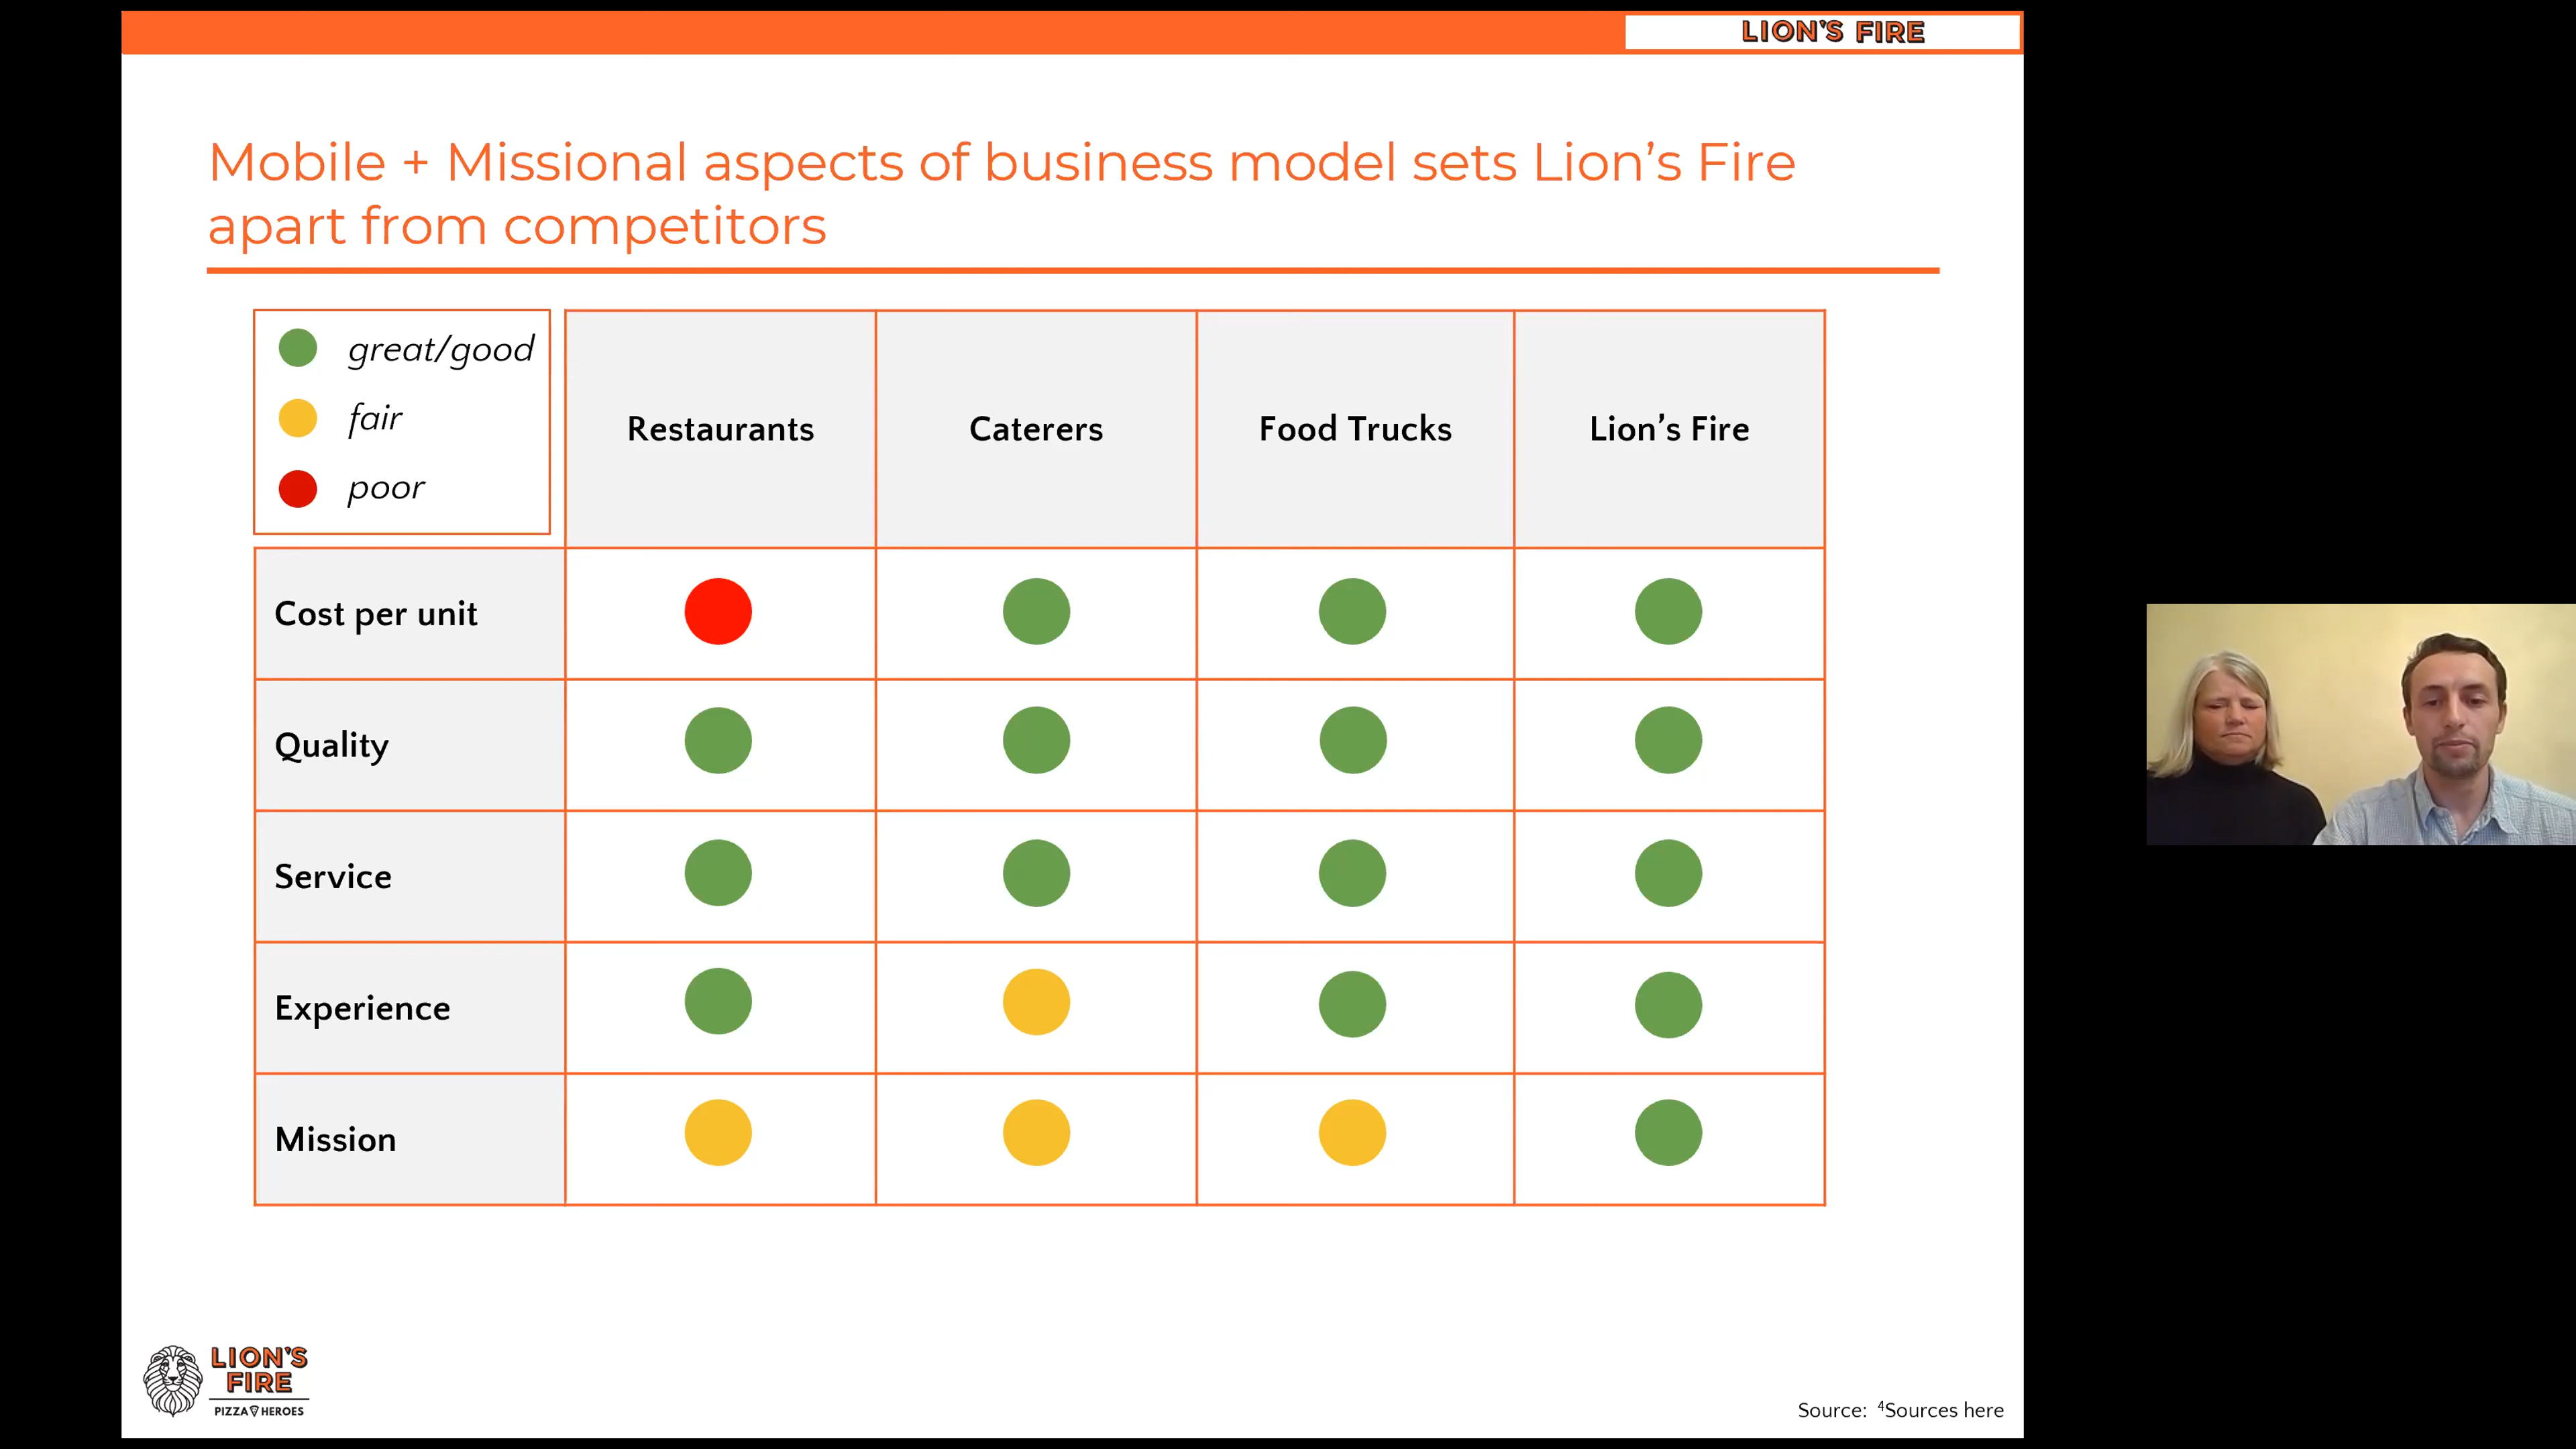 LION'S FIRE
Mobile + Missional aspects of business model sets Lion’s Fire
apart from competitors
great/good
fair
poor
Restaurants
Caterers
Food Trucks
Lion’s Fire
Cost per unit
Quality
Service
Experience
Mission
LION'S
FIRE
PIZZA HEROES
Source: ⁴Sources here